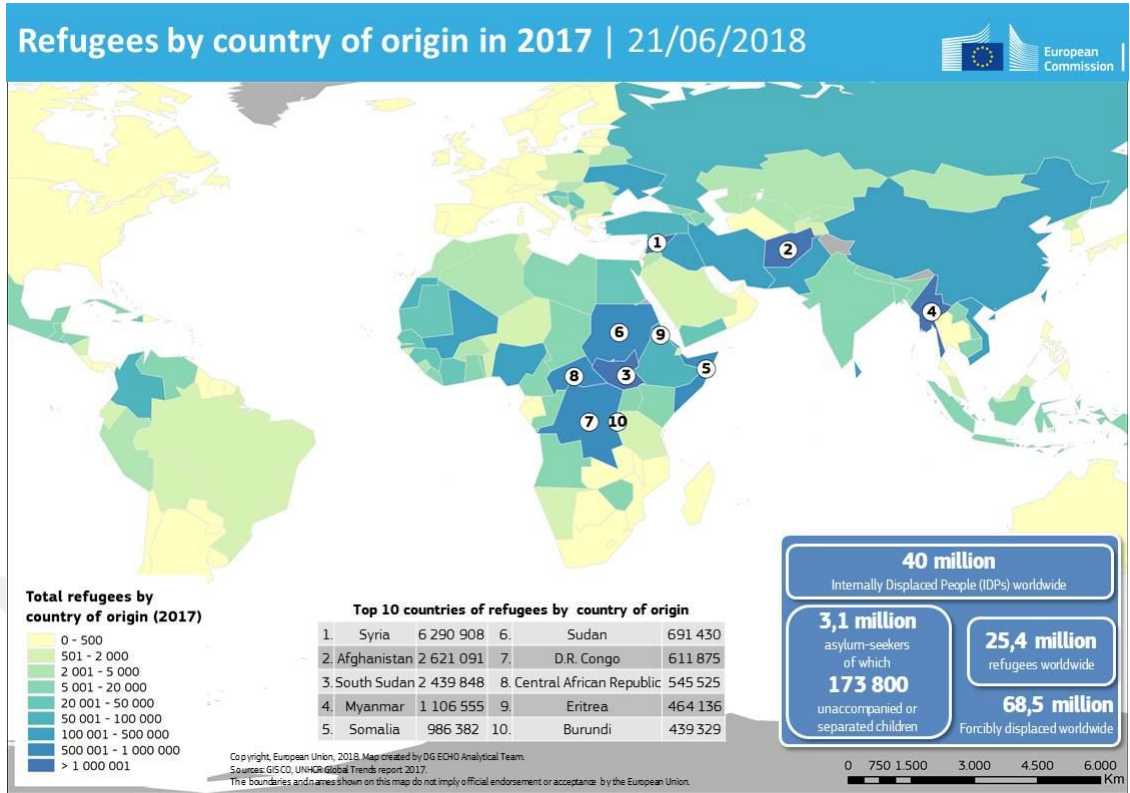 Refugees by country of origin in 2017 | 21/06/2018
European
Commission
1
2
3
4
5
6
7
8
9
10
Total refugees by
country of origin (2017)
0 - 500
501 - 2 000
2 001 - 5 000
5 001 - 20 000
20 001 - 50 000
50 001 - 100 000
100 001 - 500 000
500 001 - 1 000 000
> 1 000 001
Top 10 countries of refugees by country of origin
1. Syria 6 290 908 6. Sudan 691 430
2. Afghanistan 2 621 091 7. D.R. Congo 611 875
3. South Sudan 2 439 848 8. Central African Republic 545 525
4. Myanmar 1 106 555 9. Eritrea 464 136
5. Somalia 986 382 10. Burundi 439 329
Copyright, European Union, 2018. Map created by DG ECHO Analytical Team.
Sources: GISCO, UNHCR Global Trends report 2017.
The boundaries and names shown on this map do not imply official endorsement or acceptance by the European Union.
40 million
Internally Displaced People (IDPs) worldwide
3,1 million
asylum-seekers
of which
173 800
unaccompanied or
separated children
25,4 million
refugees worldwide
68,5 million
Forcibly displaced worldwide
0 750 1.500 3.000 4.500 6.000
Km